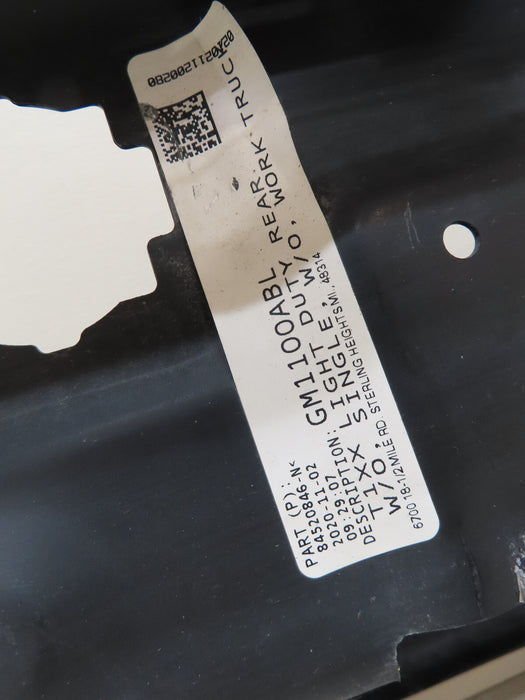 PART (P):
84520846-N
GM1100ABL
2020-11-02
09:29:07
DESCRIPTION:
T1XX LIGHT DUTY REAR
W/O, SINGLE, W/O, WORK TRUC
6700 18-1/2 MILE RD. STERLING HEIGHTS MI., 48314